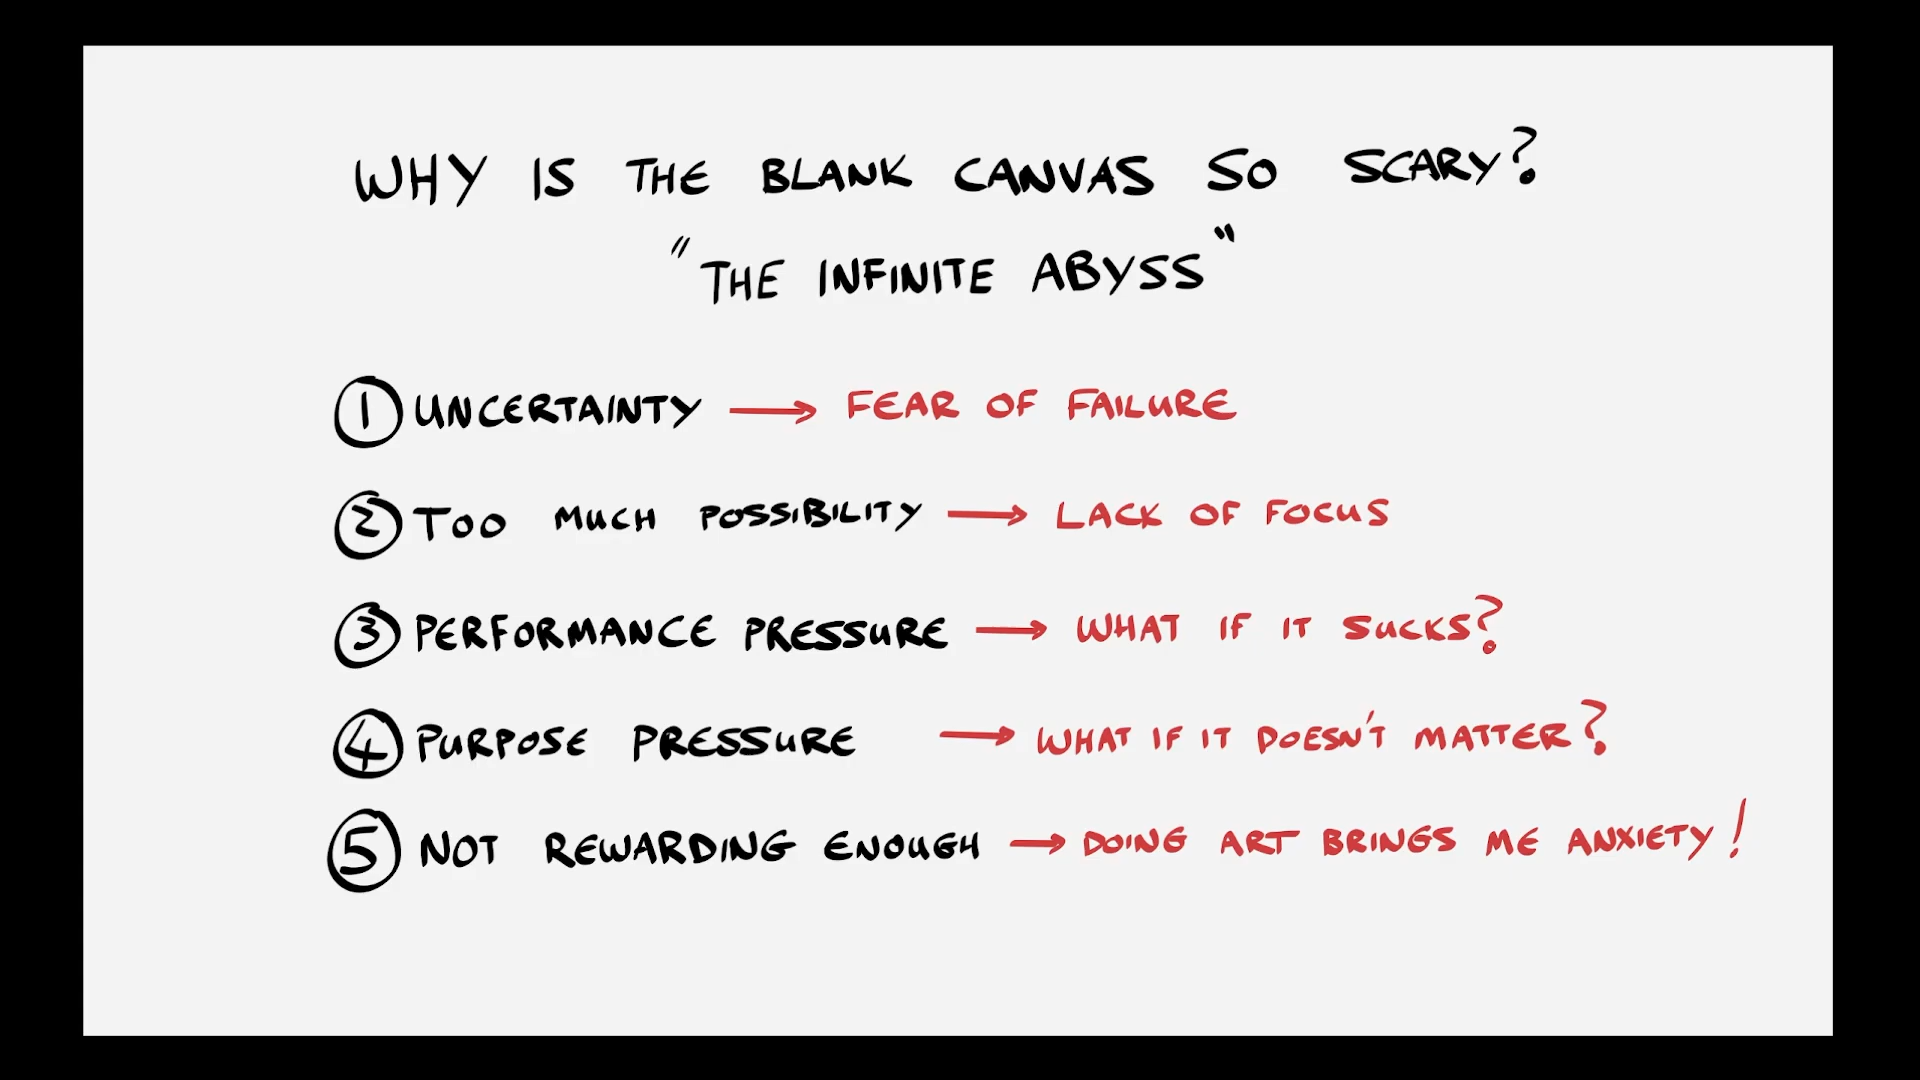 WHY IS THE BLANK CANVAS SO SCARY?
"THE INFINITE ABYSS"
1 UNCERTAINTY → FEAR OF FAILURE
2 TOO MUCH POSSIBILITY → LACK OF FOCUS
3 PERFORMANCE PRESSURE → WHAT IF IT SUCKS?
4 PURPOSE PRESSURE → WHAT IF IT DOESN'T MATTER?
5 NOT REWARDING ENOUGH → DOING ART BRINGS ME ANXIETY!